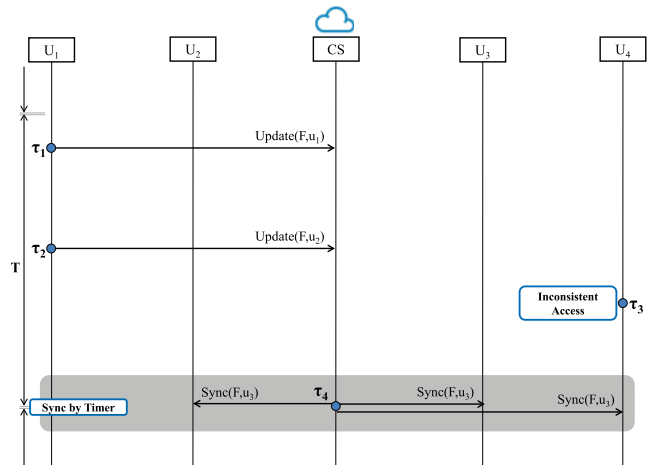 U₁
U₂
CS
U₃
U₄
Update(F,u₁)
τ₁
Update(F,u₂)
τ₂
T
Inconsistent
Access
τ₃
Sync(F,u₃)
τ₄
Sync(F,u₃)
Sync(F,u₃)
Sync by Timer